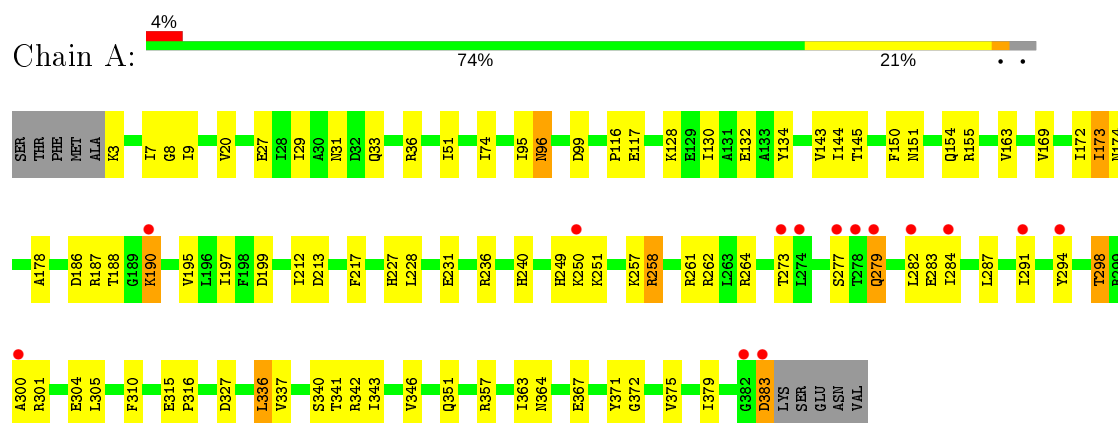 4%
Chain A:
74% 21% • •
SER THR PHE MET ALA K3 I7 G8 I9 V20 E27 I28 I29 A30 N31 D32 Q33 R36 I51 I74 I95 N96 D99 P116 E117 K128 E129 I130 A131 E132 A133 Y134 V143 I144 T145 F150 N151 Q154 R155 V163 V169 I172 I173 N174
A178 D186 R187 T188 G189 K190 V195 L196 I197 F198 D199 I212 D213 F217 H227 L228 E231 R236 H240 H249 K250 K251 K257 R258 R261 R262 L263 R264 T273 L274 S277 T278 Q279 L282 E283 I284 L287 I291 Y294 T298
A300 R301 E304 L305 F310 E315 P316 D327 L336 V337 S340 T341 R342 I343 V346 Q351 R357 I363 N364 E367 Y371 G372 V375 I379 G382 D383 LYS SER GLU ASN VAL